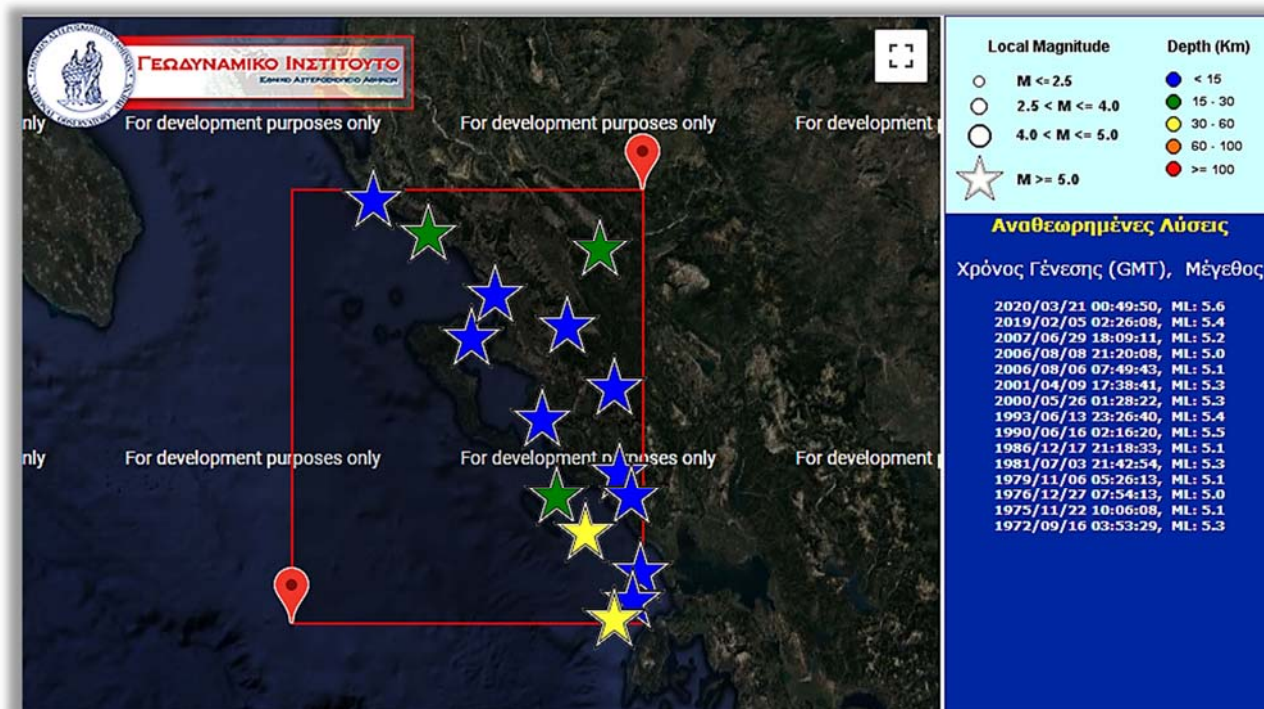 ΓΕΩΔΥΝΑΜΙΚΟ ΙΝΣΤΙΤΟΥΤΟ
ΕΘΝΙΚΟ ΑΣΤΕΡΟΣΚΟΠΕΙΟ ΑΘΗΝΩΝ
nly
For development purposes only
For development purposes only
For development p
nly
For development purposes only
For development purposes only
For development
Local Magnitude
Depth (Km)
M <= 2.5
< 15
2.5 < M <= 4.0
15 - 30
4.0 < M <= 5.0
30 - 60
60 - 100
M >= 5.0
>= 100
Αναθεωρημένες Λύσεις
Χρόνος Γένεσης (GMT), Μέγεθος
2020/03/21 00:49:50, ML: 5.6
2019/02/05 02:26:08, ML: 5.4
2007/06/29 18:09:11, ML: 5.2
2006/08/08 21:20:08, ML: 5.0
2006/08/06 07:49:43, ML: 5.1
2001/04/09 17:38:41, ML: 5.3
2000/05/26 01:28:22, ML: 5.3
1993/06/13 23:26:40, ML: 5.4
1990/06/16 02:16:20, ML: 5.5
1986/12/17 21:18:33, ML: 5.1
1981/07/03 21:42:54, ML: 5.3
1979/11/06 05:26:13, ML: 5.1
1976/12/27 07:54:13, ML: 5.0
1975/11/22 10:06:08, ML: 5.1
1972/09/16 03:53:29, ML: 5.3